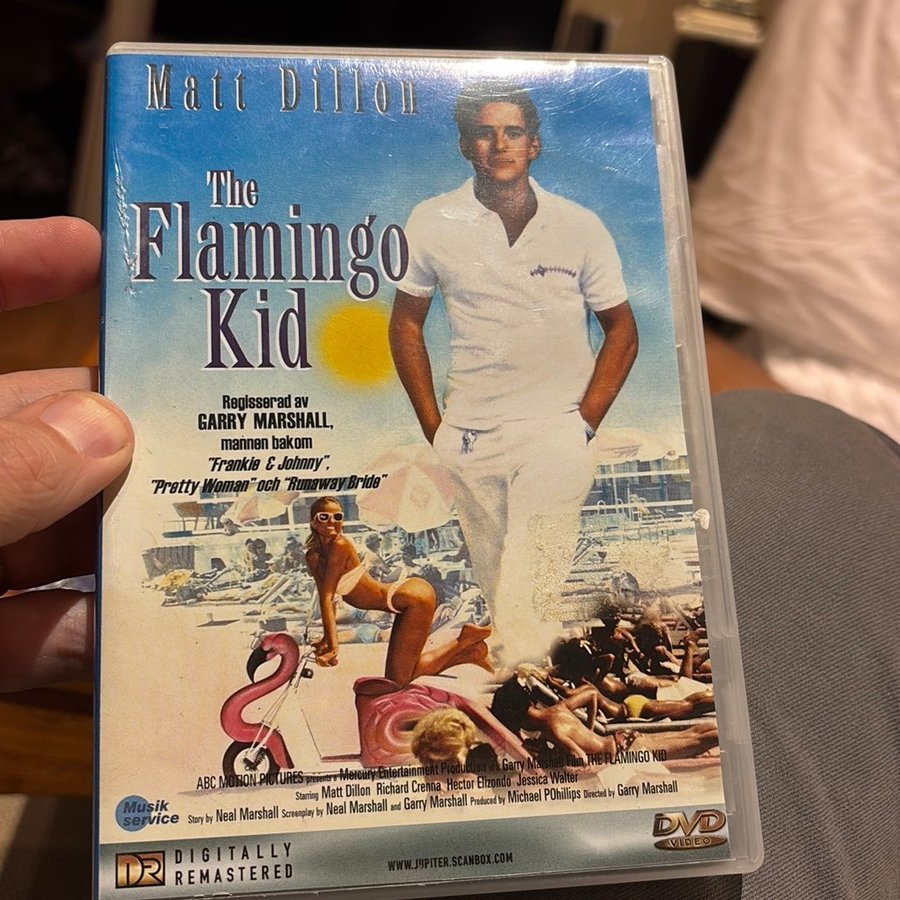 Matt Dillon
The
Flamingo
Kid
Regisserad av
GARRY MARSHALL,
mannen bakom
"Frankie & Johnny",
"Pretty Woman" och "Runaway Bride"
ABC MOTION PICTURES presents a Mercury Entertainment Production of a Garry Marshall Film THE FLAMINGO KID
Starring Matt Dillon Richard Crenna Hector Elizondo Jessica Walter
Story by Neal Marshall Screenplay by Neal Marshall and Garry Marshall Produced by Michael POhillips Directed by Garry Marshall
Musik
service
DR DIGITALLY
REMASTERED
WWW.JUPITER.SCANBOX.COM
DVD
VIDEO